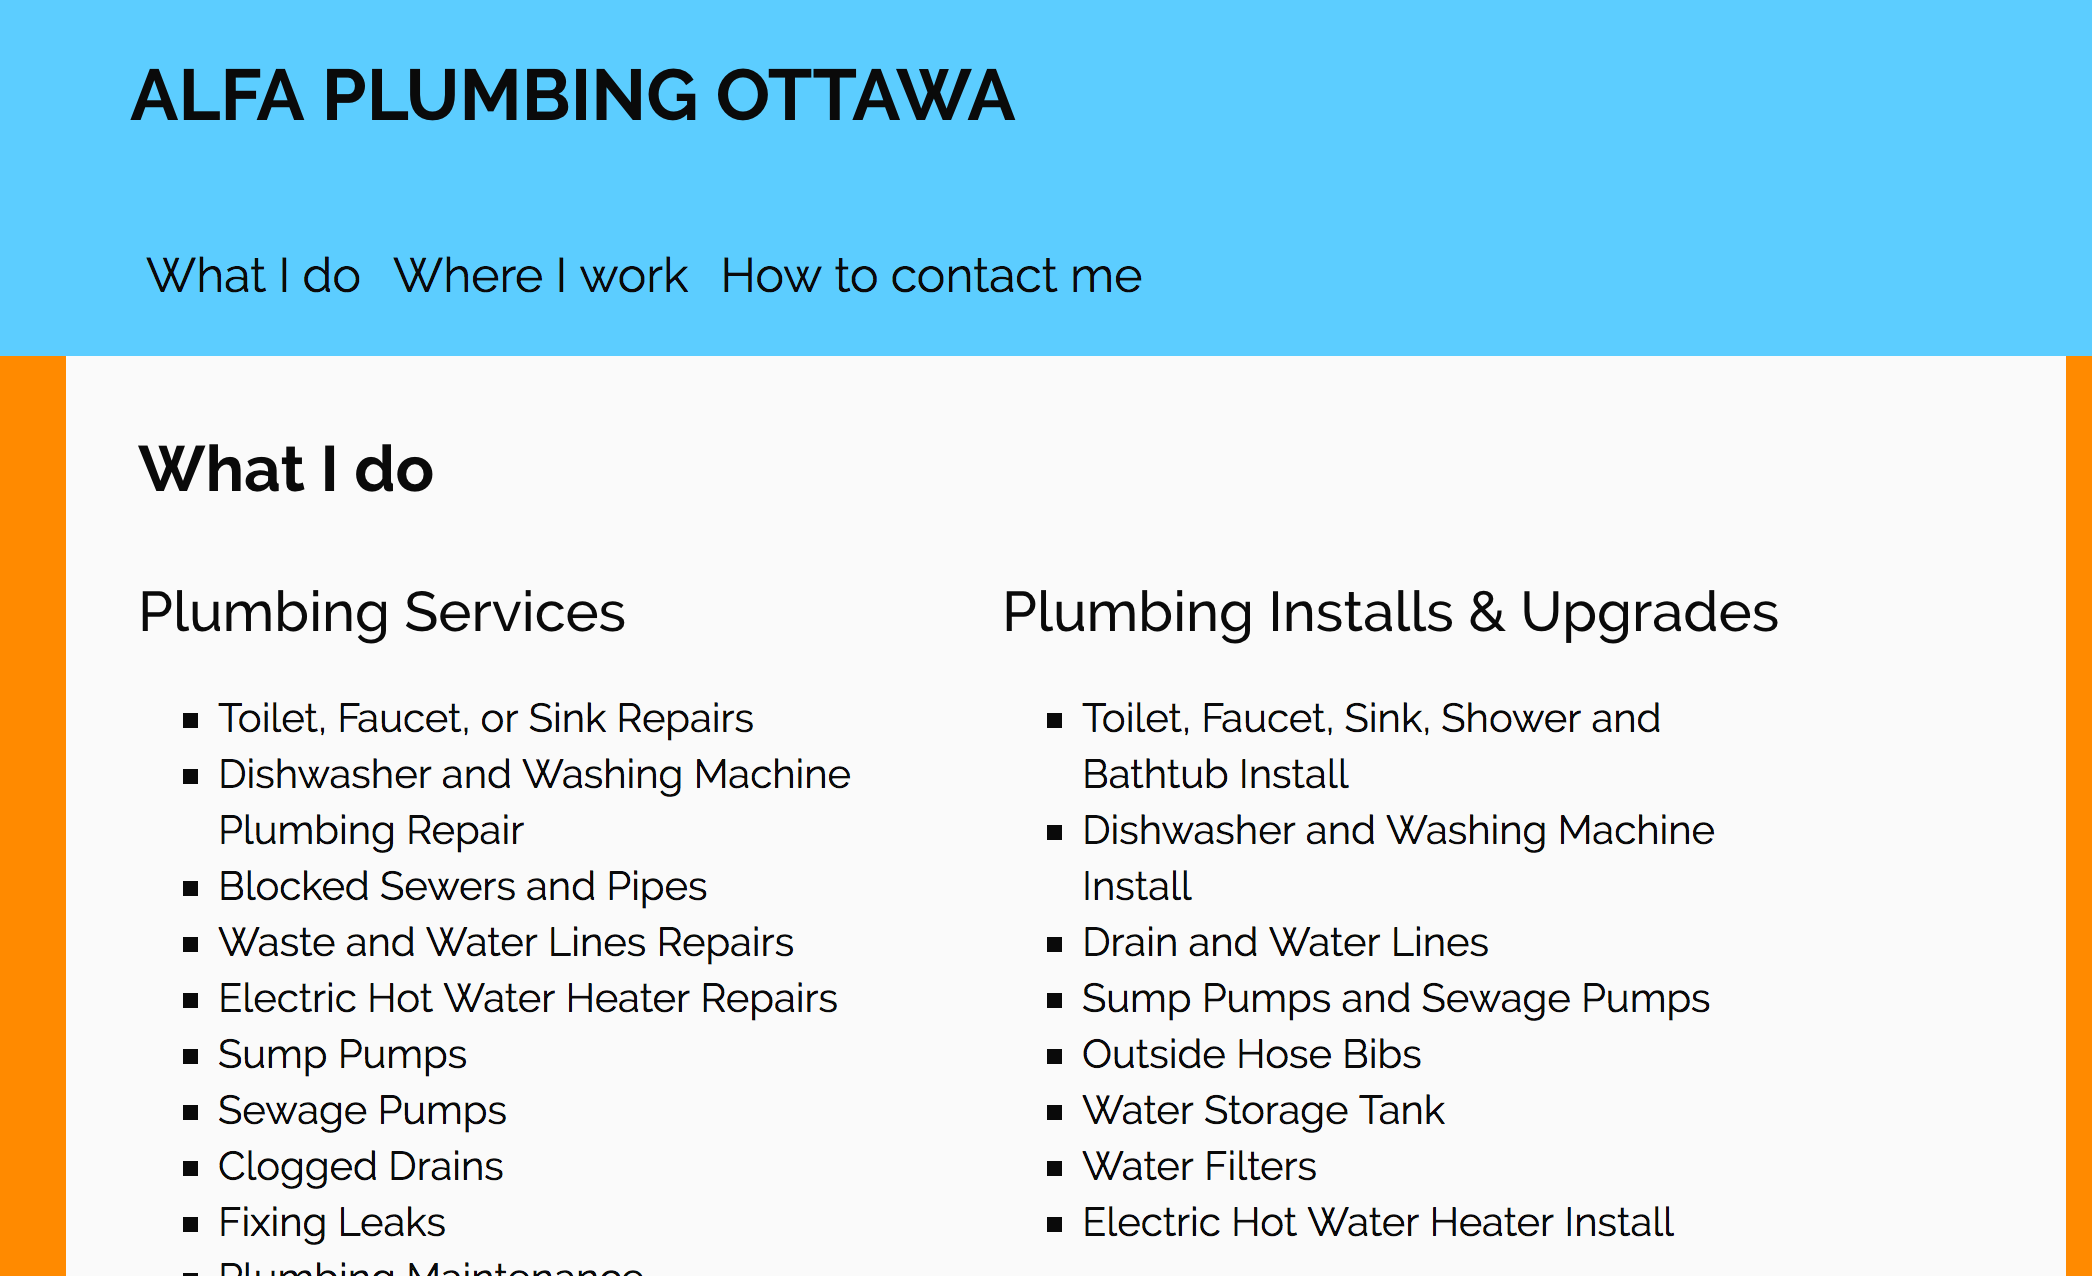 ALFA PLUMBING OTTAWA
What I do Where I work How to contact me
What I do
Plumbing Services
Toilet, Faucet, or Sink Repairs
Dishwasher and Washing Machine
Plumbing Repair
Blocked Sewers and Pipes
Waste and Water Lines Repairs
Electric Hot Water Heater Repairs
Sump Pumps
Sewage Pumps
Clogged Drains
Fixing Leaks
Plumbing Maintenance
Plumbing Installs & Upgrades
Toilet, Faucet, Sink, Shower and
Bathtub Install
Dishwasher and Washing Machine
Install
Drain and Water Lines
Sump Pumps and Sewage Pumps
Outside Hose Bibs
Water Storage Tank
Water Filters
Electric Hot Water Heater Install